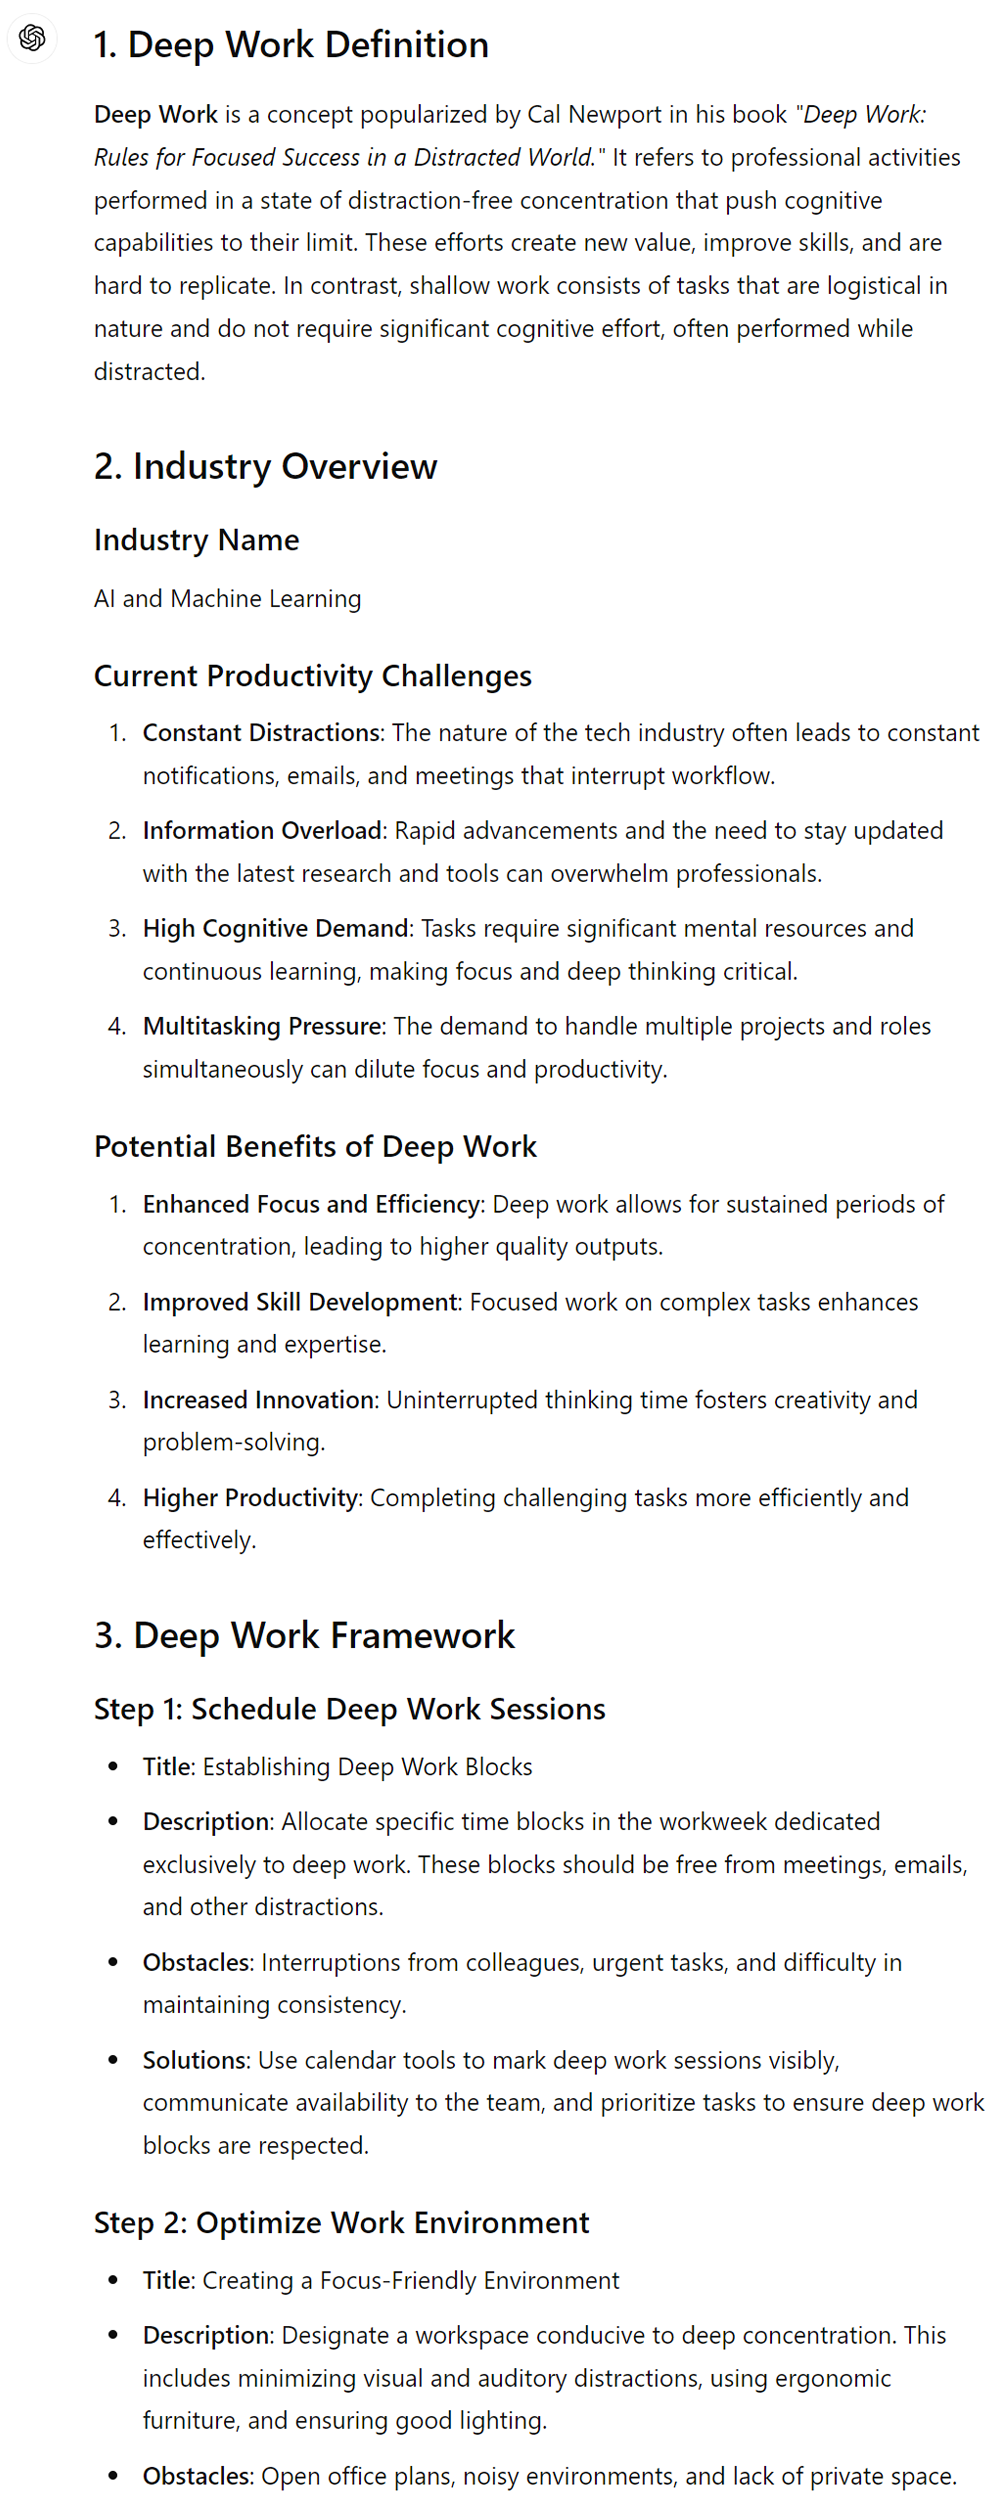 1. Deep Work Definition
Deep Work is a concept popularized by Cal Newport in his book "Deep Work:
Rules for Focused Success in a Distracted World." It refers to professional activities
performed in a state of distraction-free concentration that push cognitive
capabilities to their limit. These efforts create new value, improve skills, and are
hard to replicate. In contrast, shallow work consists of tasks that are logistical in
nature and do not require significant cognitive effort, often performed while
distracted.
2. Industry Overview
Industry Name
AI and Machine Learning
Current Productivity Challenges
1. Constant Distractions: The nature of the tech industry often leads to constant
notifications, emails, and meetings that interrupt workflow.
2. Information Overload: Rapid advancements and the need to stay updated
with the latest research and tools can overwhelm professionals.
3. High Cognitive Demand: Tasks require significant mental resources and
continuous learning, making focus and deep thinking critical.
4. Multitasking Pressure: The demand to handle multiple projects and roles
simultaneously can dilute focus and productivity.
Potential Benefits of Deep Work
1. Enhanced Focus and Efficiency: Deep work allows for sustained periods of
concentration, leading to higher quality outputs.
2. Improved Skill Development: Focused work on complex tasks enhances
learning and expertise.
3. Increased Innovation: Uninterrupted thinking time fosters creativity and
problem-solving.
4. Higher Productivity: Completing challenging tasks more efficiently and
effectively.
3. Deep Work Framework
Step 1: Schedule Deep Work Sessions
• Title: Establishing Deep Work Blocks
• Description: Allocate specific time blocks in the workweek dedicated
exclusively to deep work. These blocks should be free from meetings, emails,
and other distractions.
• Obstacles: Interruptions from colleagues, urgent tasks, and difficulty in
maintaining consistency.
• Solutions: Use calendar tools to mark deep work sessions visibly,
communicate availability to the team, and prioritize tasks to ensure deep work
blocks are respected.
Step 2: Optimize Work Environment
• Title: Creating a Focus-Friendly Environment
• Description: Designate a workspace conducive to deep concentration. This
includes minimizing visual and auditory distractions, using ergonomic
furniture, and ensuring good lighting.
• Obstacles: Open office plans, noisy environments, and lack of private space.